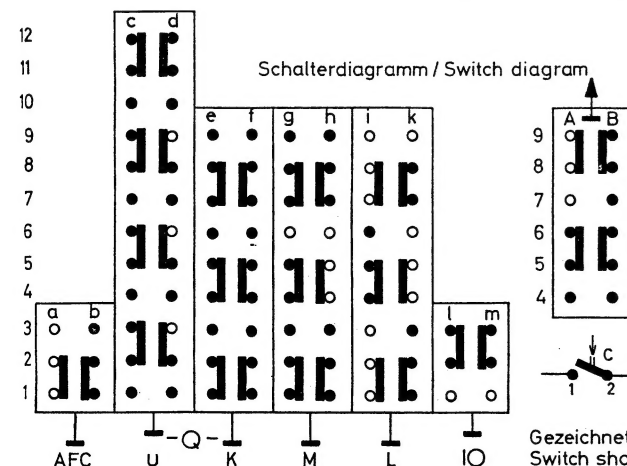 c d
12
11
Schalterdiagramm / Switch diagram
10
e f g h i k A B
9 9
8 8
7 7
6 6
5 5
4 4
a b l m
3
2 C
1 1 2
AFC U -Q- K M L IO
Gezeichnet
Switch sho